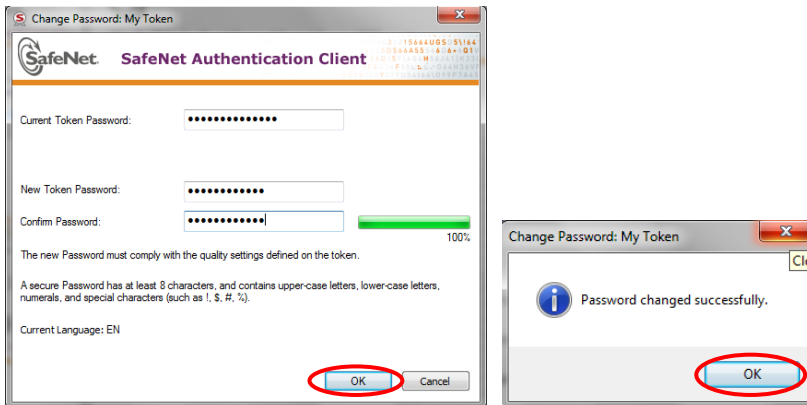 Change Password: My Token
SafeNet. SafeNet Authentication Client
Current Token Password: ••••••••••••••
New Token Password: ••••••••••••
Confirm Password: ••••••••••••
100%
The new Password must comply with the quality settings defined on the token.
A secure Password has at least 8 characters, and contains upper-case letters, lower-case letters,
numerals, and special characters (such as !, $, #, %).
Current Language: EN
OK Cancel
Change Password: My Token
Password changed successfully.
OK